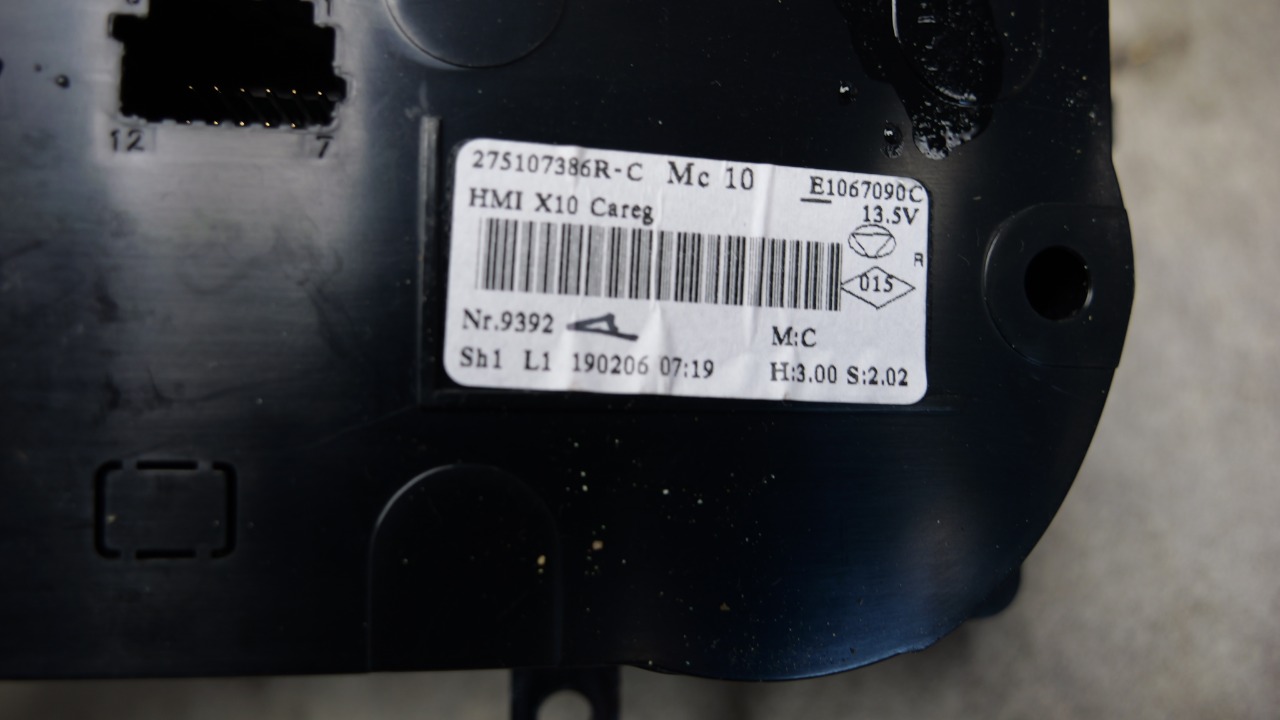 12
7
275107386R-C Mc 10 E1067090C
HMI X10 Careg 13.5V
R
015
Nr.9392 M:C
Sh1 L1 190206 07:19 H:3.00 S:2.02